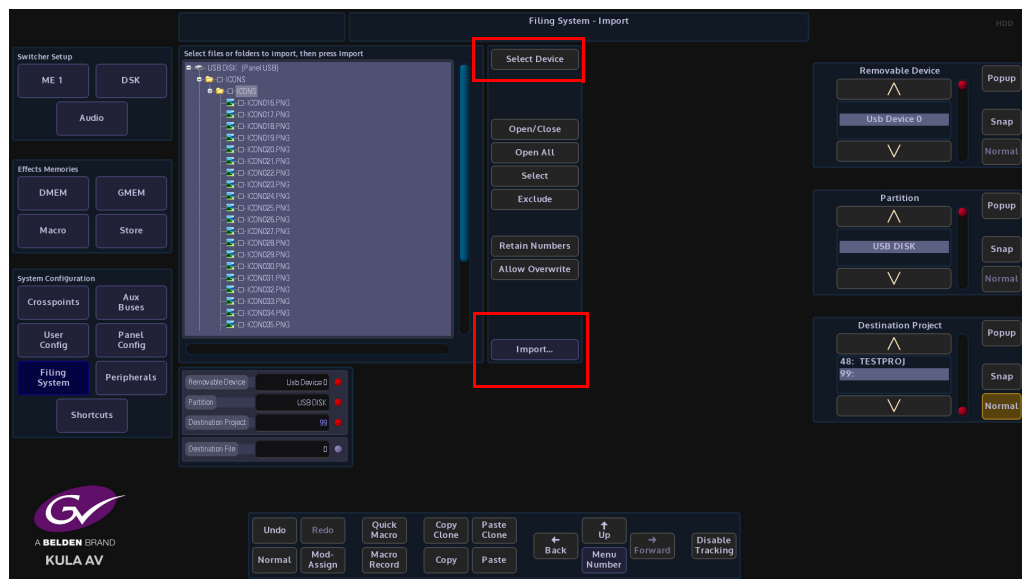 Filing System - Import
HDD
Switcher Setup
ME 1
DSK
Audio
Effects Memories
DMEM
GMEM
Macro
Store
System Configuration
Crosspoints
Aux
Buses
User
Config
Panel
Config
Filing
System
Peripherals
Shortcuts
Select files or folders to import, then press Import
USB DISK (Panel USB)
ICONS
ICONS
ICON016.PNG
ICON017.PNG
ICON018.PNG
ICON019.PNG
ICON020.PNG
ICON021.PNG
ICON022.PNG
ICON023.PNG
ICON024.PNG
ICON025.PNG
ICON026.PNG
ICON027.PNG
ICON028.PNG
ICON029.PNG
ICON030.PNG
ICON031.PNG
ICON032.PNG
ICON033.PNG
ICON034.PNG
ICON035.PNG
Removable Device
Usb Device 0
Partition
USB DISK
Destination Project
99
Destination File
0
Select Device
Open/Close
Open All
Select
Exclude
Retain Numbers
Allow Overwrite
Import...
Removable Device
Usb Device 0
Popup
Snap
Normal
Partition
USB DISK
Popup
Snap
Normal
Destination Project
48: TESTPROJ
99:
Popup
Snap
Normal
GV
A BELDEN BRAND
KULA AV
Undo
Redo
Quick
Macro
Copy
Clone
Paste
Clone
Normal
Mod-
Assign
Macro
Record
Copy
Paste
←
Back
↑
Up
Menu
Number
→
Forward
Disable
Tracking